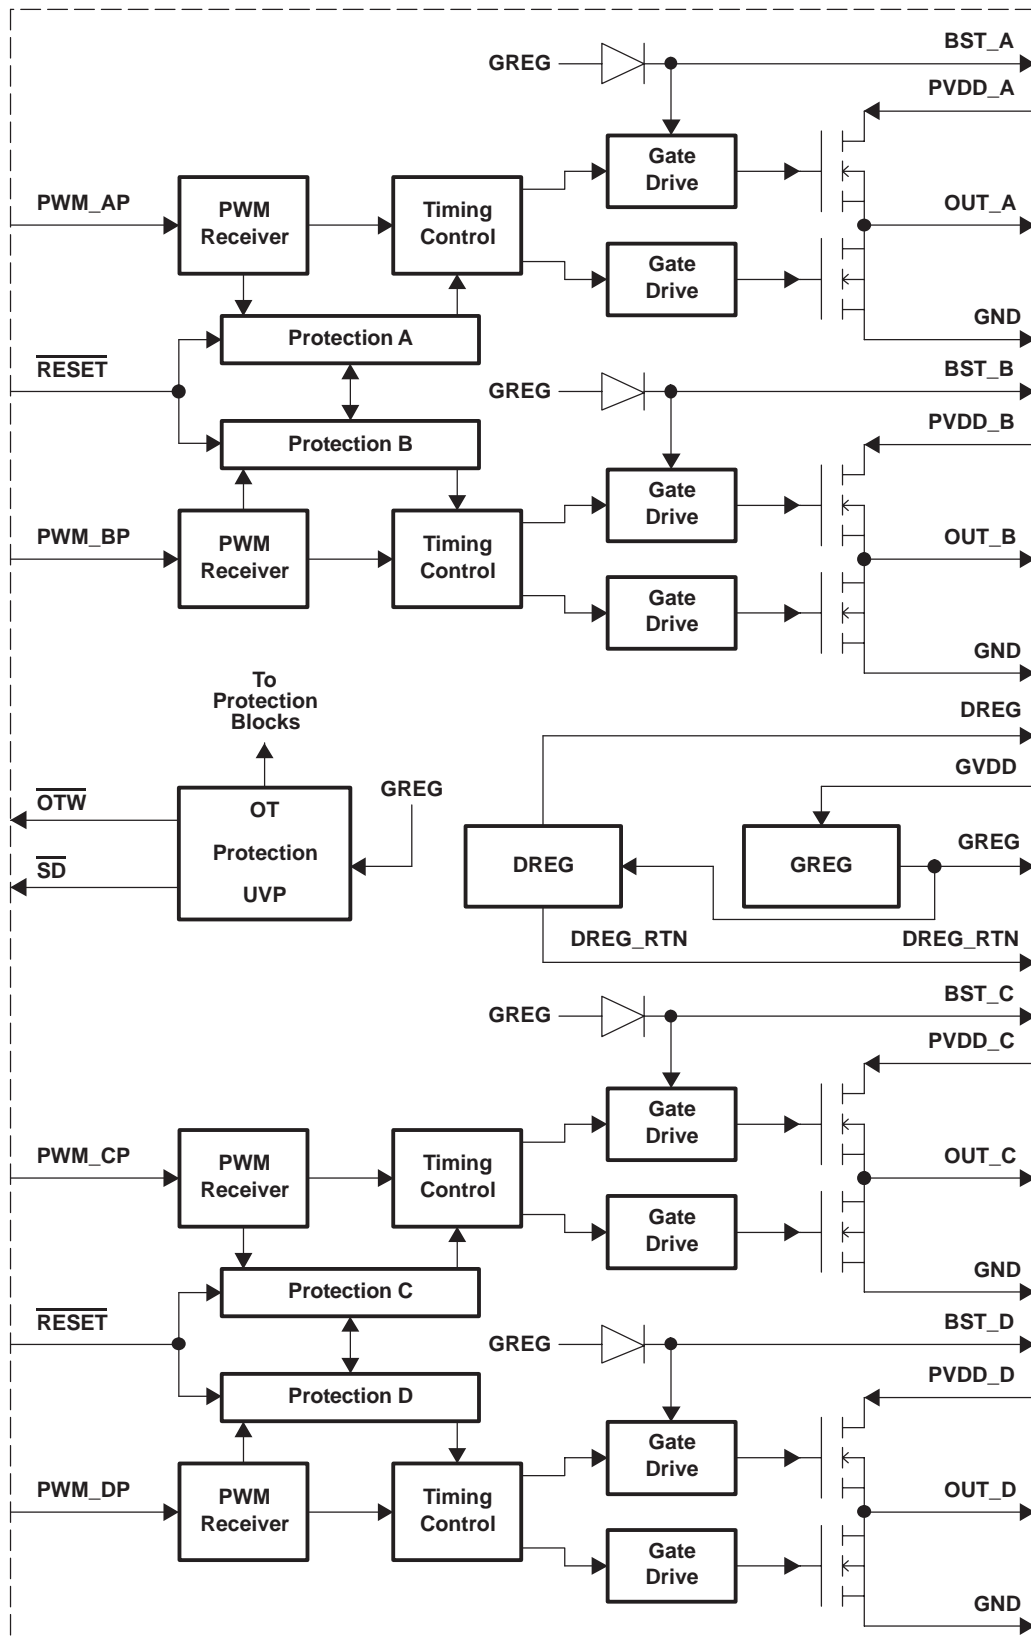 GREG
BST_A
PVDD_A
PWM_AP
PWM
Receiver
Timing
Control
Gate
Drive
OUT_A
Gate
Drive
GND
Protection A
RESET
GREG
BST_B
Protection B
PVDD_B
PWM_BP
PWM
Receiver
Timing
Control
Gate
Drive
OUT_B
Gate
Drive
GND
To
Protection
Blocks
DREG
GVDD
OTW
OT
GREG
Protection
SD
UVP
DREG
GREG
GREG
DREG_RTN
DREG_RTN
GREG
BST_C
PVDD_C
PWM_CP
PWM
Receiver
Timing
Control
Gate
Drive
OUT_C
Gate
Drive
GND
Protection C
RESET
GREG
BST_D
Protection D
PVDD_D
PWM_DP
PWM
Receiver
Timing
Control
Gate
Drive
OUT_D
Gate
Drive
GND